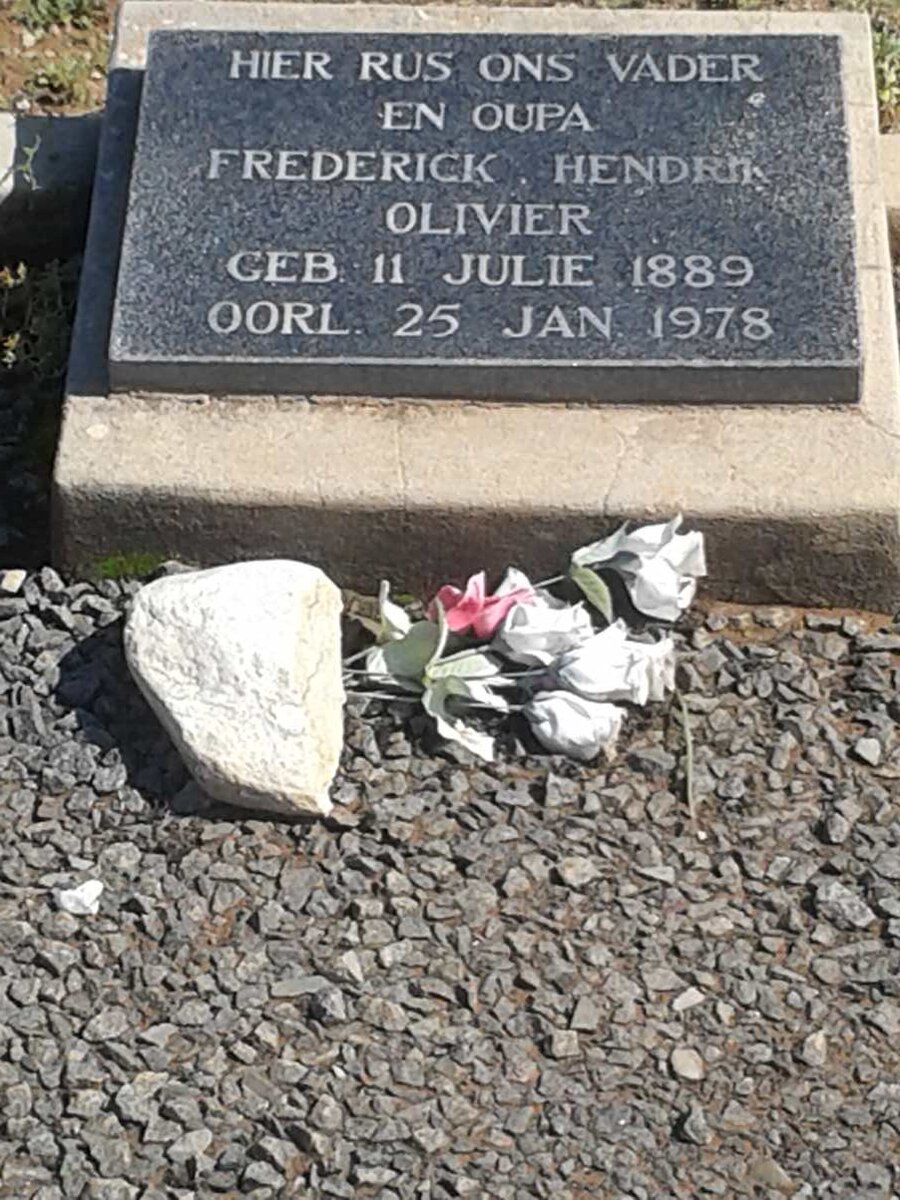 HIER RUS ONS VADER
EN OUPA
FREDERICK HENDRIK
OLIVIER
GEB. 11 JULIE 1889
OORL. 25 JAN. 1978